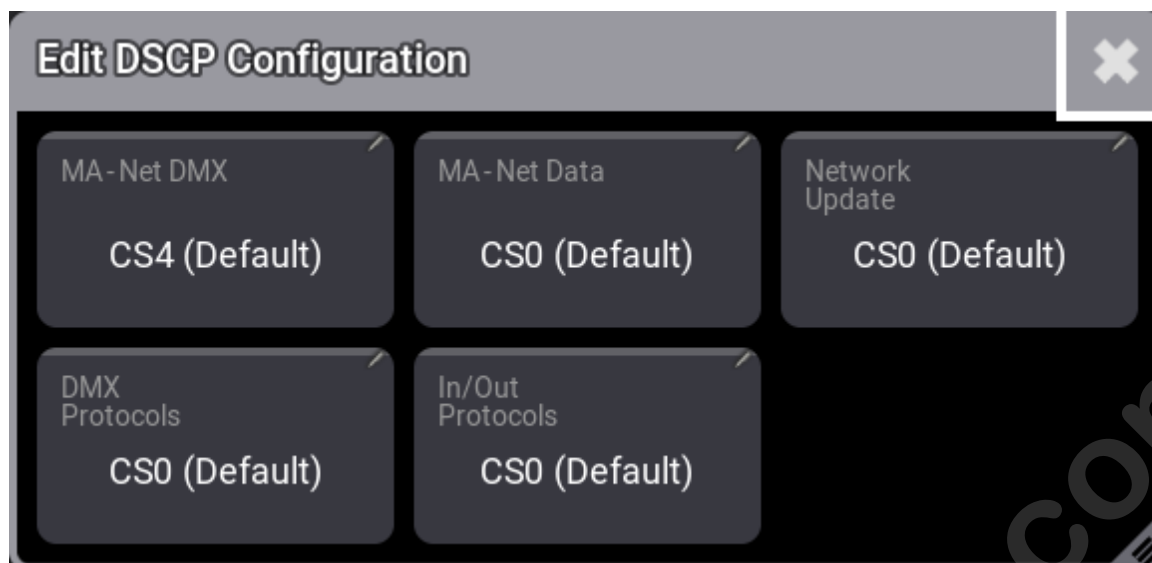 Edit DSCP Configuration
MA-Net DMX
CS4 (Default)
MA-Net Data
CS0 (Default)
Network
Update
CS0 (Default)
DMX
Protocols
CS0 (Default)
In/Out
Protocols
CS0 (Default)